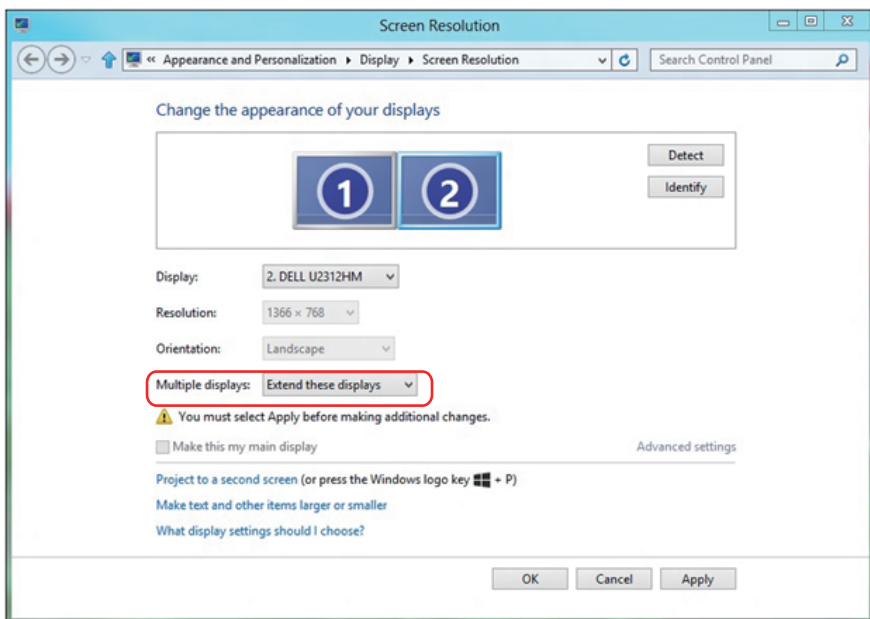 Screen Resolution
« Appearance and Personalization ▸ Display ▸ Screen Resolution
Search Control Panel
Change the appearance of your displays
1 2
Detect
Identify
Display: 2. DELL U2312HM
Resolution: 1366 × 768
Orientation: Landscape
Multiple displays: Extend these displays
You must select Apply before making additional changes.
Make this my main display Advanced settings
Project to a second screen (or press the Windows logo key + P)
Make text and other items larger or smaller
What display settings should I choose?
OK Cancel Apply